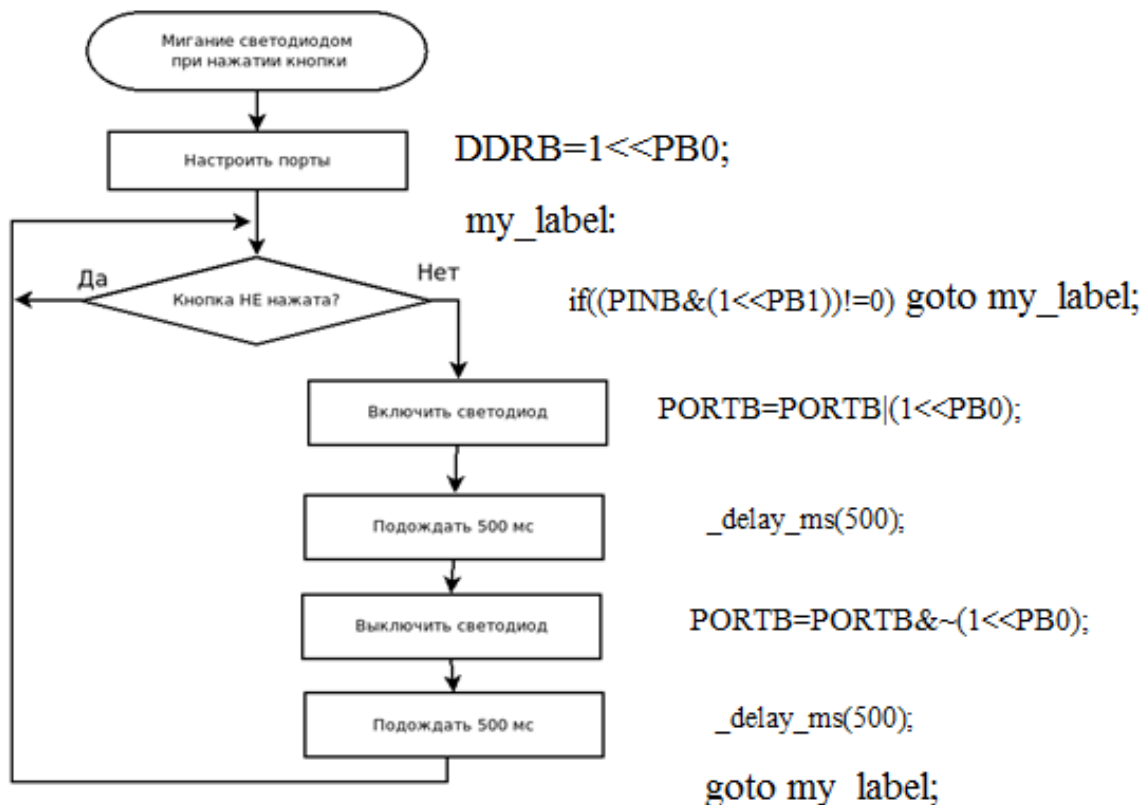 Мигание светодиодом
при нажатии кнопки
Настроить порты
DDRB=1<<PB0;
my_label:
Да
Нет
Кнопка НЕ нажата?
if((PINB&(1<<PB1))!=0) goto my_label;
Включить светодиод
PORTB=PORTB|(1<<PB0);
Подождать 500 мс
_delay_ms(500);
Выключить светодиод
PORTB=PORTB&~(1<<PB0);
Подождать 500 мс
_delay_ms(500);
goto my_label;